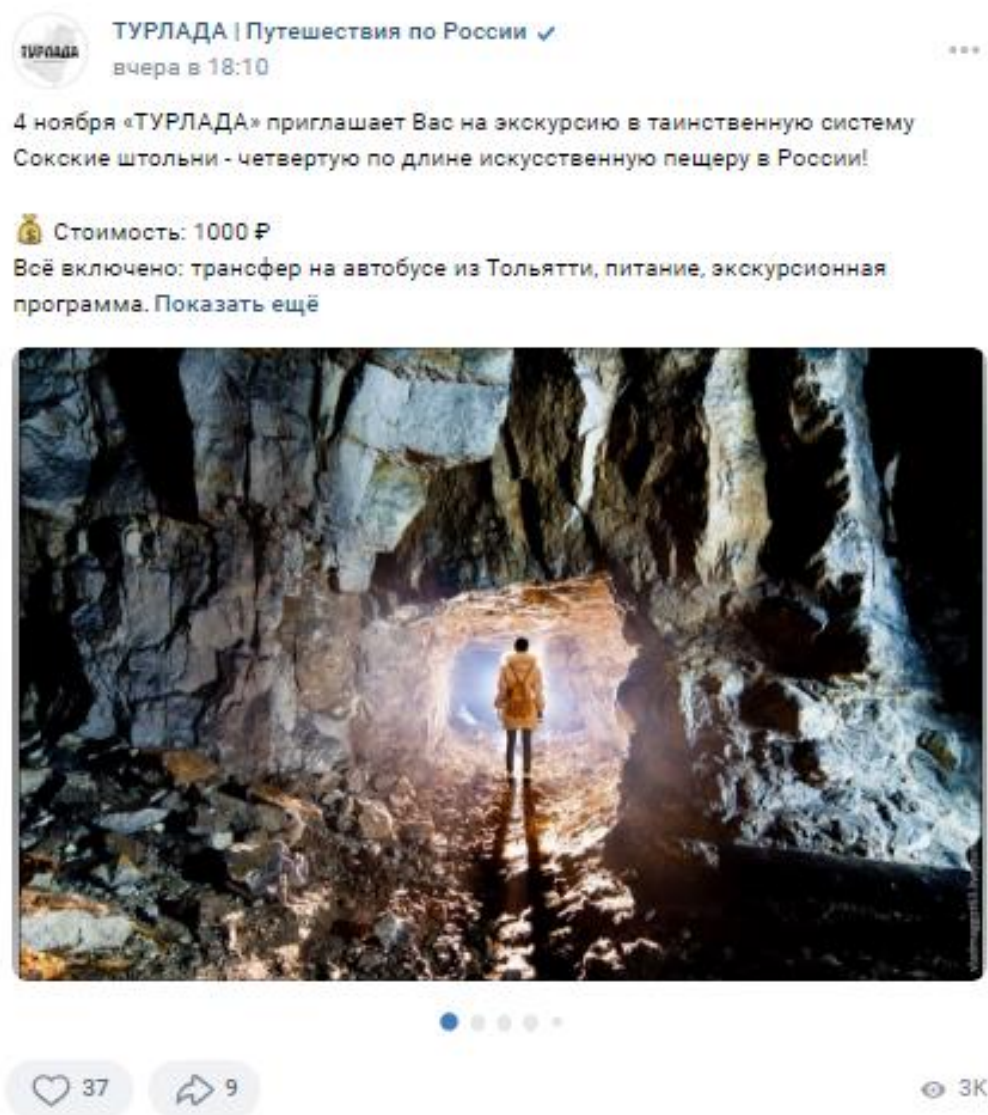 ТУРЛАДА
ТУРЛАДА | Путешествия по России
вчера в 18:10
4 ноября «ТУРЛАДА» приглашает Вас на экскурсию в таинственную систему
Сокские штольни - четвертую по длине искусственную пещеру в России!
💰 Стоимость: 1000 ₽
Всё включено: трансфер на автобусе из Тольятти, питание, экскурсионная
программа. Показать ещё
37
9
3K